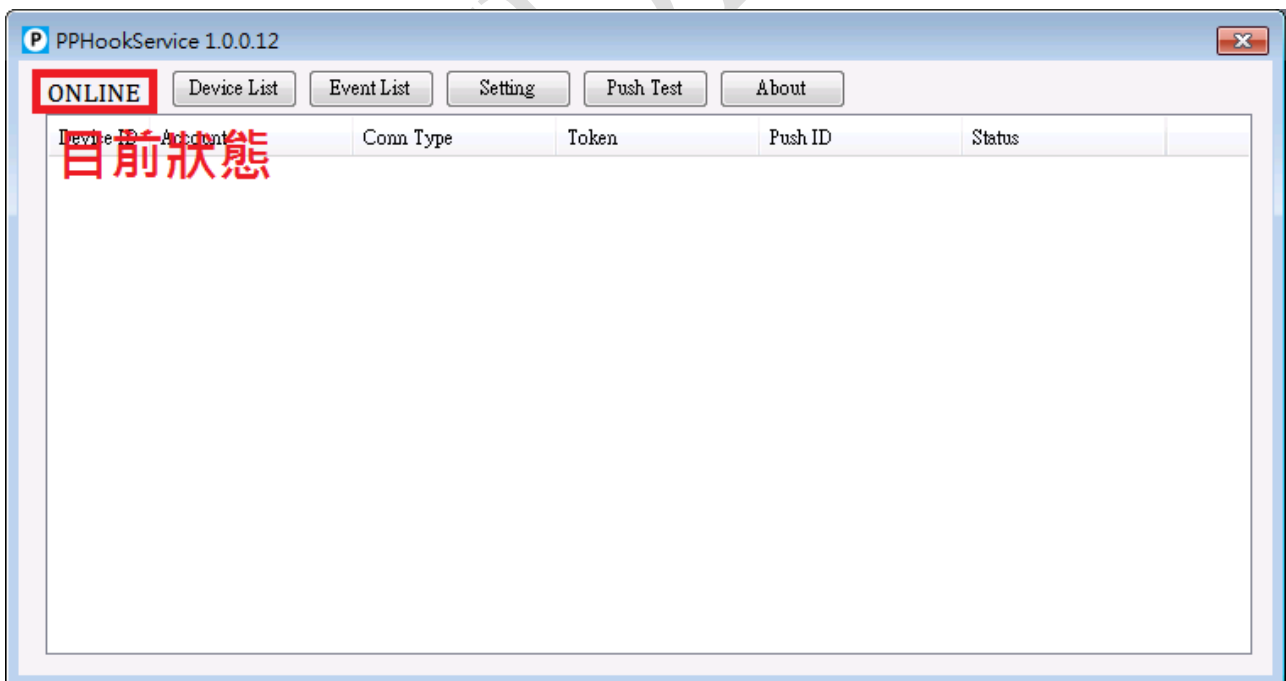 PPHookService 1.0.0.12
ONLINE Device List Event List Setting Push Test About
Device ID Account Conn Type Token Push ID Status
目前狀態